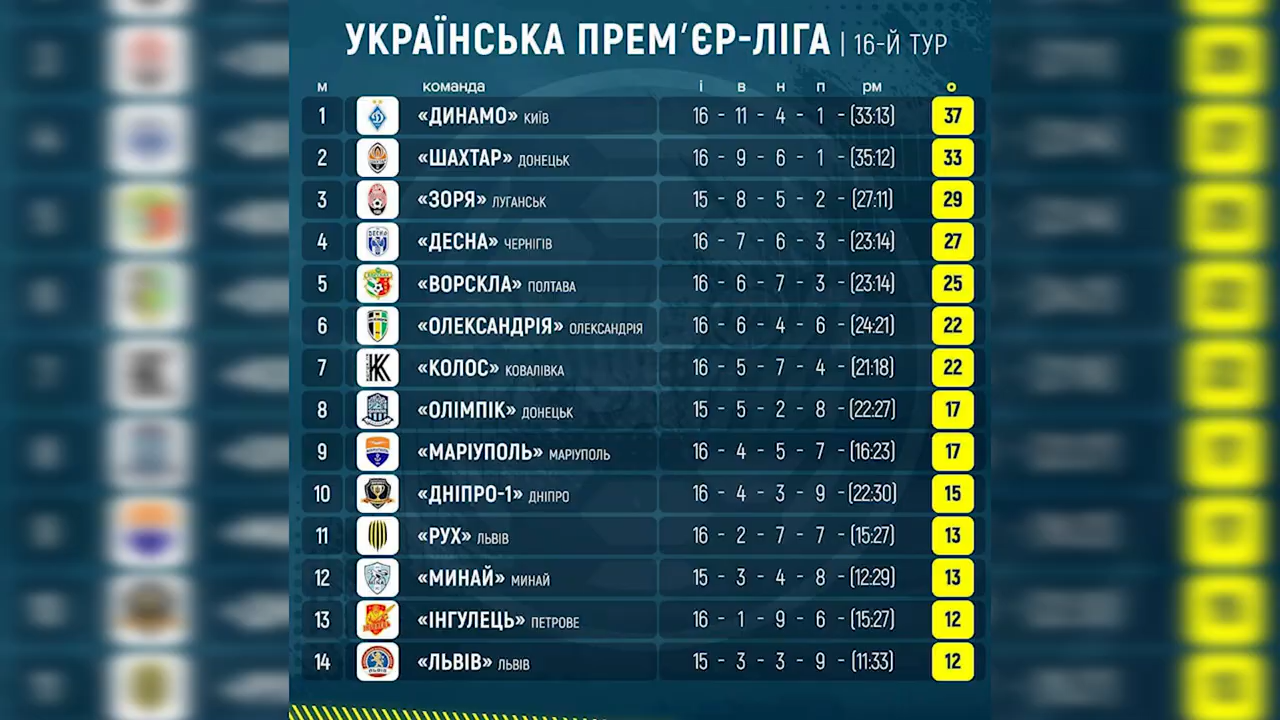 УКРАЇНСЬКА ПРЕМ′ЄР-ЛІГА | 16-Й ТУР
м команда і в н п рм о
1 «ДИНАМО» КИЇВ 16 - 11 - 4 - 1 - (33:13) 37
2 «ШАХТАР» ДОНЕЦЬК 16 - 9 - 6 - 1 - (35:12) 33
3 «ЗОРЯ» ЛУГАНСЬК 15 - 8 - 5 - 2 - (27:11) 29
4 «ДЕСНА» ЧЕРНІГІВ 16 - 7 - 6 - 3 - (23:14) 27
5 «ВОРСКЛА» ПОЛТАВА 16 - 6 - 7 - 3 - (23:14) 25
6 «ОЛЕКСАНДРІЯ» ОЛЕКСАНДРІЯ 16 - 6 - 4 - 6 - (24:21) 22
7 «КОЛОС» КОВАЛІВКА 16 - 5 - 7 - 4 - (21:18) 22
8 «ОЛІМПІК» ДОНЕЦЬК 15 - 5 - 2 - 8 - (22:27) 17
9 «МАРІУПОЛЬ» МАРІУПОЛЬ 16 - 4 - 5 - 7 - (16:23) 17
10 «ДНІПРО-1» ДНІПРО 16 - 4 - 3 - 9 - (22:30) 15
11 «РУХ» ЛЬВІВ 16 - 2 - 7 - 7 - (15:27) 13
12 «МИНАЙ» МИНАЙ 15 - 3 - 4 - 8 - (12:29) 13
13 «ІНГУЛЕЦЬ» ПЕТРОВЕ 16 - 1 - 9 - 6 - (15:27) 12
14 «ЛЬВІВ» ЛЬВІВ 15 - 3 - 3 - 9 - (11:33) 12